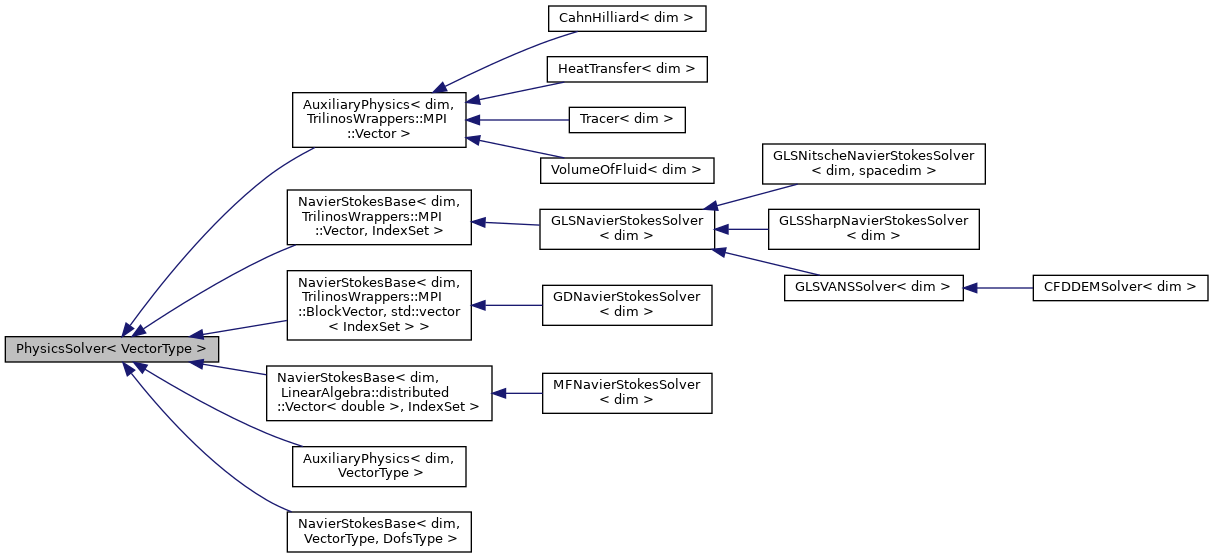 CahnHilliard< dim >
HeatTransfer< dim >
AuxiliaryPhysics< dim,
TrilinosWrappers::MPI
::Vector >
Tracer< dim >
VolumeOfFluid< dim >
GLSNitscheNavierStokesSolver
< dim, spacedim >
NavierStokesBase< dim,
TrilinosWrappers::MPI
::Vector, IndexSet >
GLSNavierStokesSolver
< dim >
GLSSharpNavierStokesSolver
< dim >
GLSVANSSolver< dim >
CFDDEMSolver< dim >
NavierStokesBase< dim,
TrilinosWrappers::MPI
::BlockVector, std::vector
< IndexSet > >
GDNavierStokesSolver
< dim >
PhysicsSolver< VectorType >
NavierStokesBase< dim,
LinearAlgebra::distributed
::Vector< double >, IndexSet >
MFNavierStokesSolver
< dim >
AuxiliaryPhysics< dim,
VectorType >
NavierStokesBase< dim,
VectorType, DofsType >